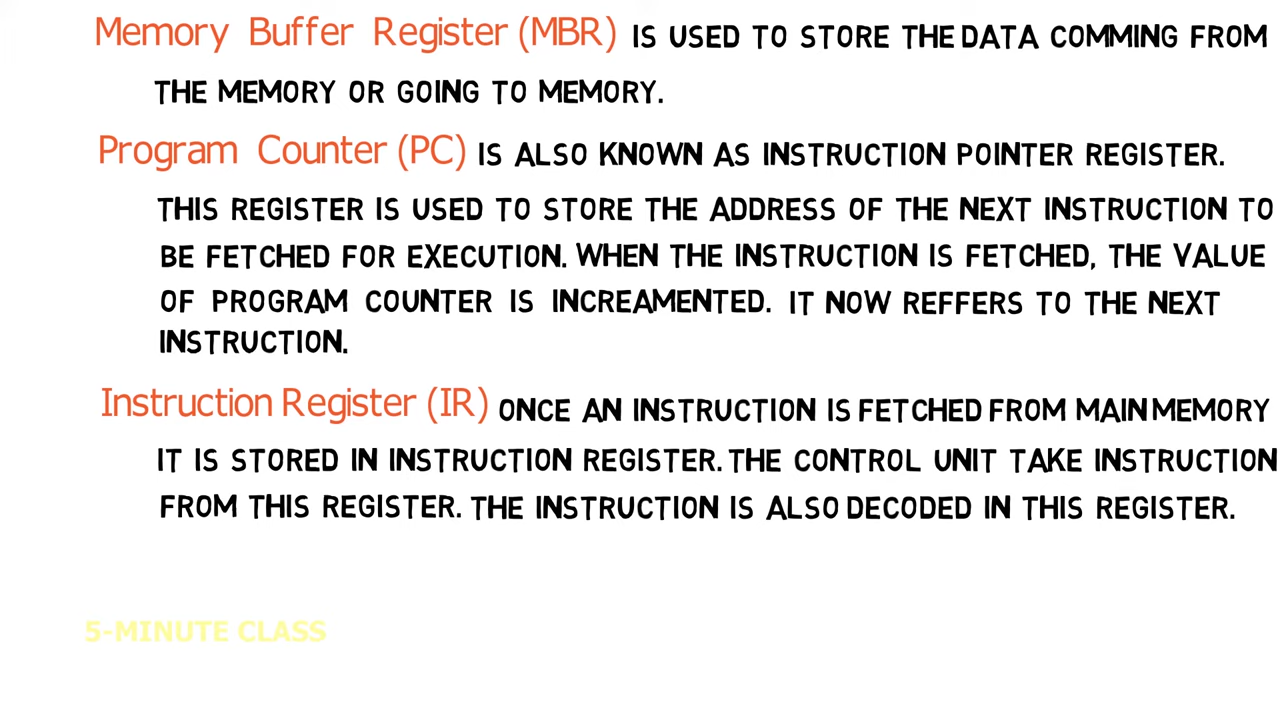 Memory Buffer Register (MBR) IS USED TO STORE THE DATA COMMING FROM
THE MEMORY OR GOING TO MEMORY.
Program Counter (PC) IS ALSO KNOWN AS INSTRUCTION POINTER REGISTER.
THIS REGISTER IS USED TO STORE THE ADDRESS OF THE NEXT INSTRUCTION TO
BE FETCHED FOR EXECUTION. WHEN THE INSTRUCTION IS FETCHED, THE VALUE
OF PROGRAM COUNTER IS INCREAMENTED. IT NOW REFFERS TO THE NEXT
INSTRUCTION.
Instruction Register (IR) ONCE AN INSTRUCTION IS FETCHED FROM MAIN MEMORY
IT IS STORED IN INSTRUCTION REGISTER. THE CONTROL UNIT TAKE INSTRUCTION
FROM THIS REGISTER. THE INSTRUCTION IS ALSO DECODED IN THIS REGISTER.
5-MINUTE CLASS